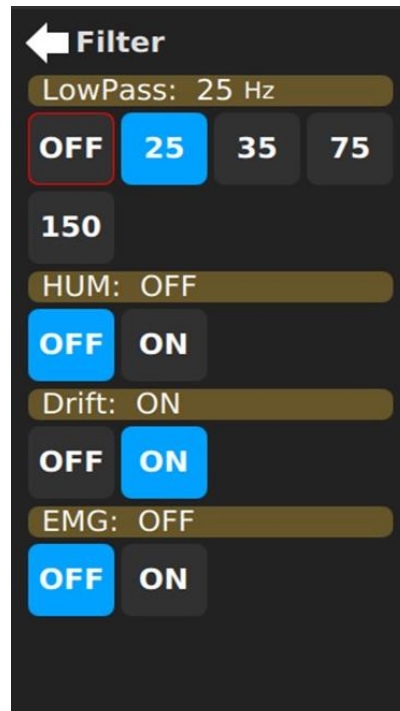 Filter
LowPass: 25 Hz
OFF 25 35 75
150
HUM: OFF
OFF ON
Drift: ON
OFF ON
EMG: OFF
OFF ON